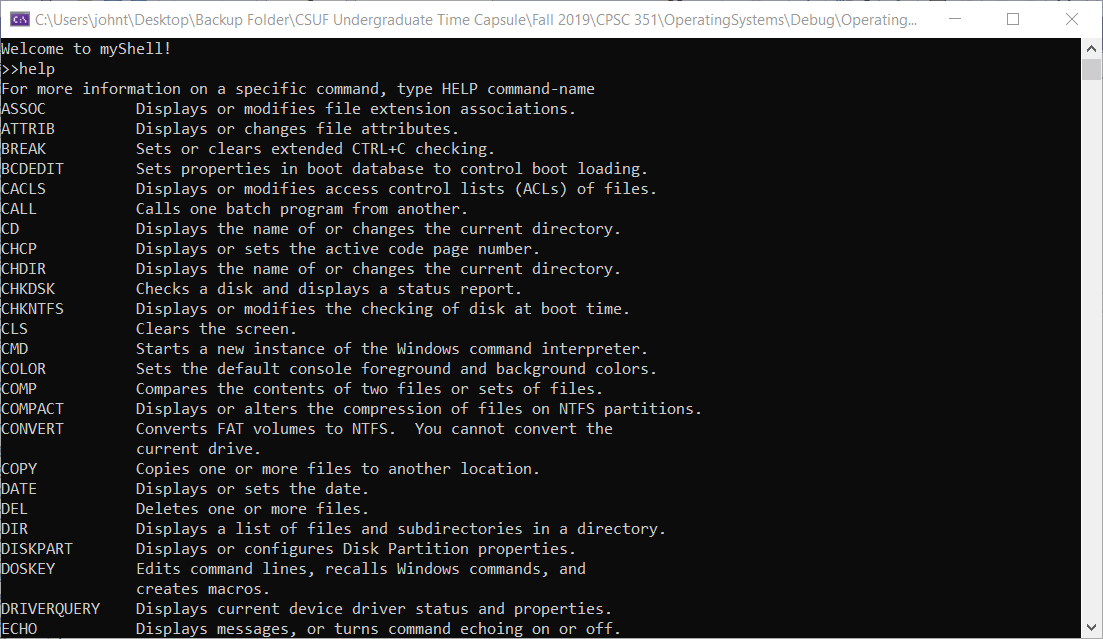 C:\Users\johnt\Desktop\Backup Folder\CSUF Undergraduate Time Capsule\Fall 2019\CPSC 351\OperatingSystems\Debug\Operating...
Welcome to myShell!
>>help
For more information on a specific command, type HELP command-name
ASSOC          Displays or modifies file extension associations.
ATTRIB         Displays or changes file attributes.
BREAK          Sets or clears extended CTRL+C checking.
BCDEDIT        Sets properties in boot database to control boot loading.
CACLS          Displays or modifies access control lists (ACLs) of files.
CALL           Calls one batch program from another.
CD             Displays the name of or changes the current directory.
CHCP           Displays or sets the active code page number.
CHDIR          Displays the name of or changes the current directory.
CHKDSK         Checks a disk and displays a status report.
CHKNTFS        Displays or modifies the checking of disk at boot time.
CLS            Clears the screen.
CMD            Starts a new instance of the Windows command interpreter.
COLOR          Sets the default console foreground and background colors.
COMP           Compares the contents of two files or sets of files.
COMPACT        Displays or alters the compression of files on NTFS partitions.
CONVERT        Converts FAT volumes to NTFS.  You cannot convert the
               current drive.
COPY           Copies one or more files to another location.
DATE           Displays or sets the date.
DEL            Deletes one or more files.
DIR            Displays a list of files and subdirectories in a directory.
DISKPART       Displays or configures Disk Partition properties.
DOSKEY         Edits command lines, recalls Windows commands, and
               creates macros.
DRIVERQUERY    Displays current device driver status and properties.
ECHO           Displays messages, or turns command echoing on or off.